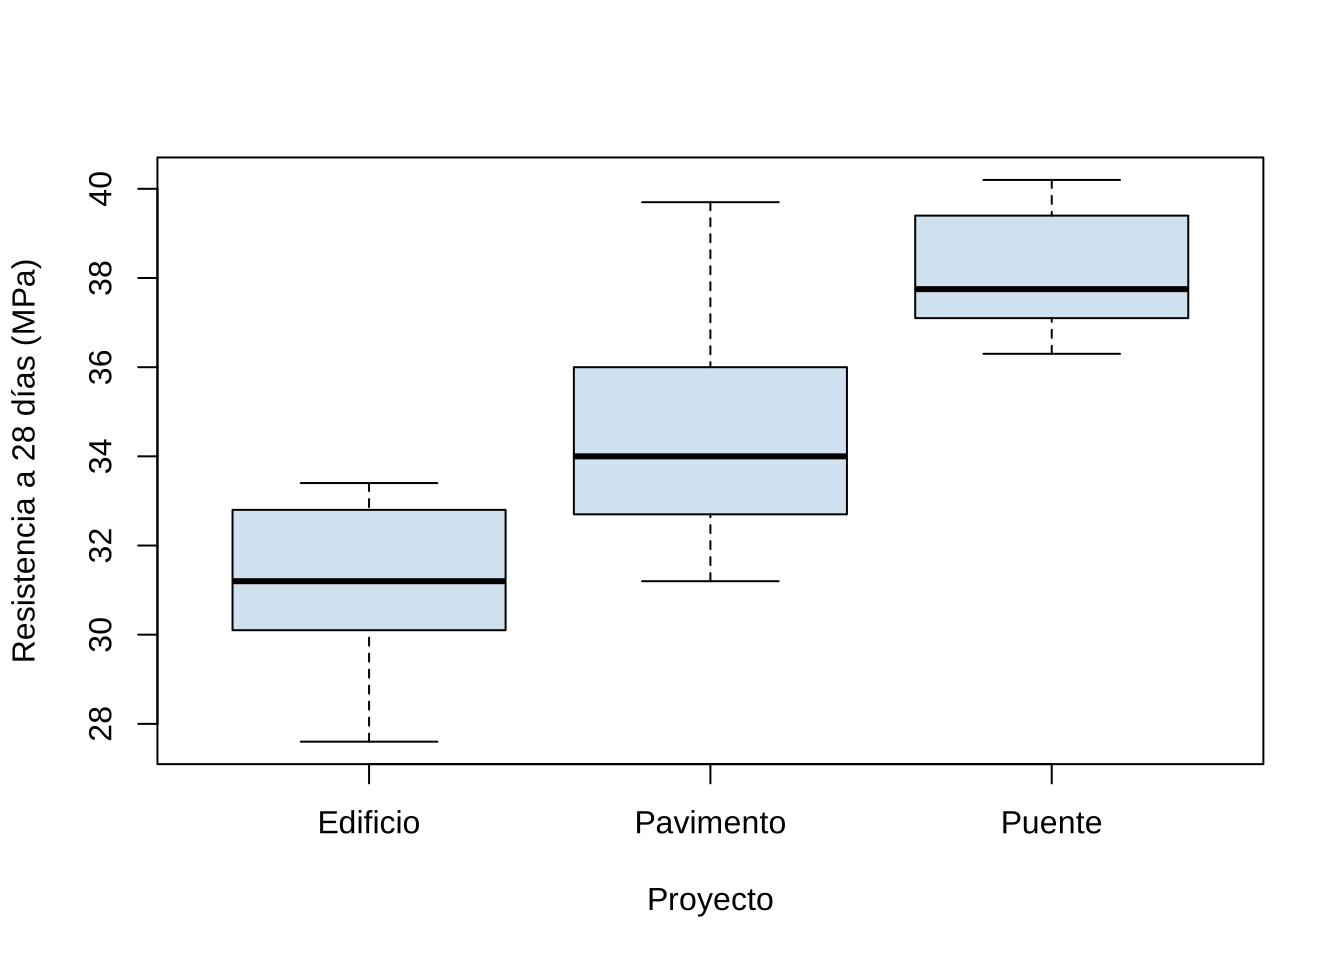 Resistencia a 28 días (MPa)
40
38
36
34
32
30
28
Edificio Pavimento Puente
Proyecto